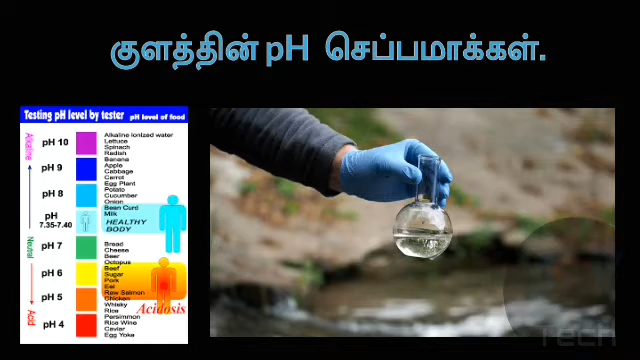 குளத்தின் pH செப்பமாக்கள்.
Testing pH level by tester pH level of food
Alkaline
Neutral
Acid
pH 10
pH 9
pH 8
pH
7.35-7.40
pH 7
pH 6
pH 5
pH 4
Alkaline ionized water
Lettuce
Spinach
Radish
Banana
Apple
Cabbage
Carrot
Egg Plant
Potato
Cucumber
Onion
Bean Curd
Milk
HEALTHY
BODY
Bread
Cheese
Beer
Octopus
Beef
Sugar
Pork
Eel
Raw Salmon
Chicken
Whisky
Rice
Persimmon
Rice Wine
Caviar
Egg Yoke
Acidosis
Tech